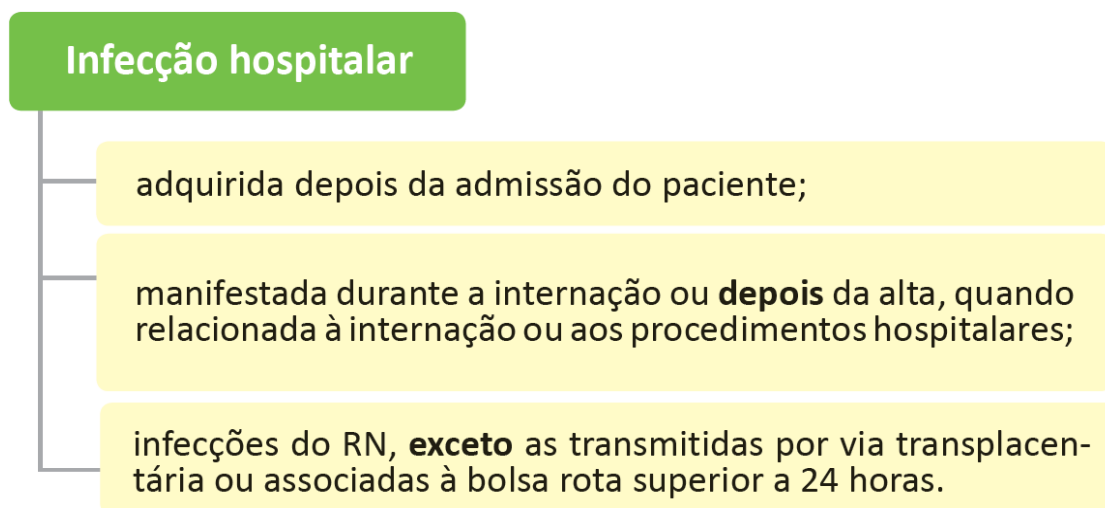 Infecção hospitalar
adquirida depois da admissão do paciente;
manifestada durante a internação ou depois da alta, quando
relacionada à internação ou aos procedimentos hospitalares;
infecções do RN, exceto as transmitidas por via transplacen-
tária ou associadas à bolsa rota superior a 24 horas.